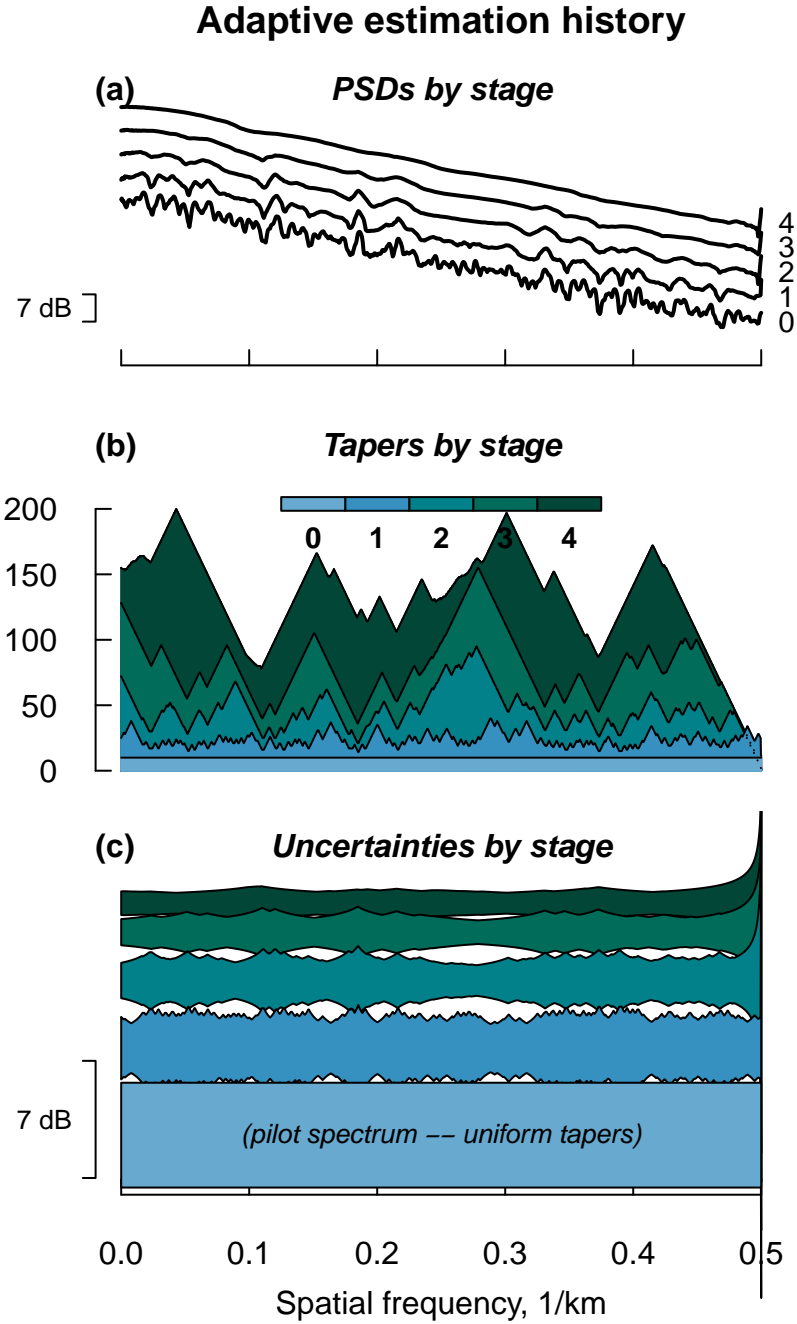 Adaptive estimation history
(a) PSDs by stage
4
3
2
1
0
7 dB
(b) Tapers by stage
200
150
100
50
0
0 1 2 3 4
(c) Uncertainties by stage
7 dB
(pilot spectrum −− uniform tapers)
0.0 0.1 0.2 0.3 0.4 0.5
Spatial frequency, 1/km